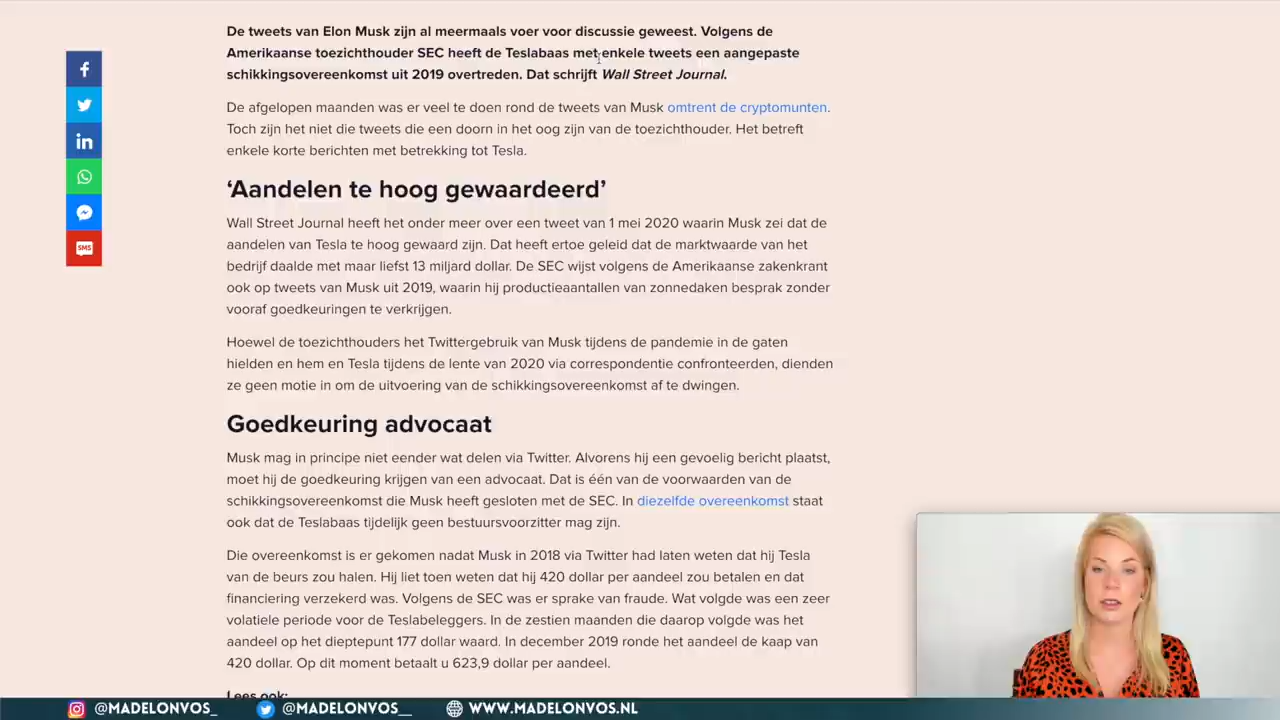 De tweets van Elon Musk zijn al meermaals voer voor discussie geweest. Volgens de
Amerikaanse toezichthouder SEC heeft de Teslabaas met enkele tweets een aangepaste
schikkingsovereenkomst uit 2019 overtreden. Dat schrijft Wall Street Journal.
De afgelopen maanden was er veel te doen rond de tweets van Musk omtrent de cryptomunten.
Toch zijn het niet die tweets die een doorn in het oog zijn van de toezichthouder. Het betreft
enkele korte berichten met betrekking tot Tesla.
‘Aandelen te hoog gewaardeerd’
Wall Street Journal heeft het onder meer over een tweet van 1 mei 2020 waarin Musk zei dat de
aandelen van Tesla te hoog gewaard zijn. Dat heeft ertoe geleid dat de marktwaarde van het
bedrijf daalde met maar liefst 13 miljard dollar. De SEC wijst volgens de Amerikaanse zakenkrant
ook op tweets van Musk uit 2019, waarin hij productieaantallen van zonnedaken besprak zonder
vooraf goedkeuringen te verkrijgen.
Hoewel de toezichthouders het Twittergebruik van Musk tijdens de pandemie in de gaten
hielden en hem en Tesla tijdens de lente van 2020 via correspondentie confronteerden, dienden
ze geen motie in om de uitvoering van de schikkingsovereenkomst af te dwingen.
Goedkeuring advocaat
Musk mag in principe niet eender wat delen via Twitter. Alvorens hij een gevoelig bericht plaatst,
moet hij de goedkeuring krijgen van een advocaat. Dat is één van de voorwaarden van de
schikkingsovereenkomst die Musk heeft gesloten met de SEC. In diezelfde overeenkomst staat
ook dat de Teslabaas tijdelijk geen bestuursvoorzitter mag zijn.
Die overeenkomst is er gekomen nadat Musk in 2018 via Twitter had laten weten dat hij Tesla
van de beurs zou halen. Hij liet toen weten dat hij 420 dollar per aandeel zou betalen en dat
financiering verzekerd was. Volgens de SEC was er sprake van fraude. Wat volgde was een zeer
volatiele periode voor de Teslabeleggers. In de zestien maanden die daarop volgde was het
aandeel op het dieptepunt 177 dollar waard. In december 2019 ronde het aandeel de kaap van
420 dollar. Op dit moment betaalt u 623,9 dollar per aandeel.
Lees ook:
SMS
@MADELONVOS_
@MADELONVOS__
WWW.MADELONVOS.NL